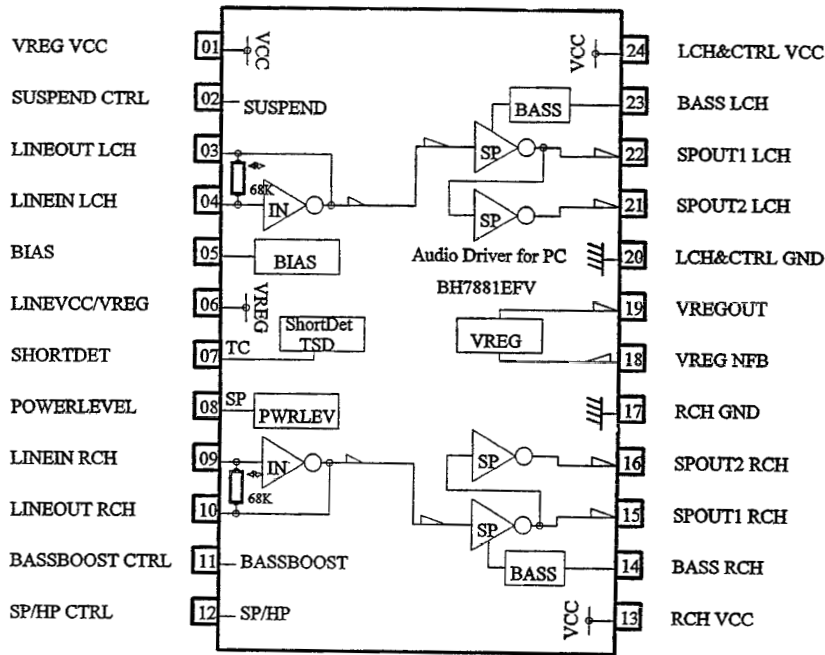 VREG VCC 01 VCC VCC 24 LCH&CTRL VCC
SUSPEND CTRL 02 SUSPEND BASS 23 BASS LCH
LINEOUT LCH 03 SP 22 SPOUT1 LCH
68K
LINEIN LCH 04 IN SP 21 SPOUT2 LCH
BIAS 05 BIAS Audio Driver for PC 20 LCH&CTRL GND
BH7881EFV
LINEVCC/VREG 06 VREG 19 VREGOUT
ShortDet
TSD VREG
SHORTDET 07 TC 18 VREG NFB
POWERLEVEL 08 SP PWRLEV 17 RCH GND
LINEIN RCH 09 IN SP 16 SPOUT2 RCH
68K
LINEOUT RCH 10 SP 15 SPOUT1 RCH
BASSBOOST CTRL 11 BASSBOOST BASS 14 BASS RCH
SP/HP CTRL 12 SP/HP VCC 13 RCH VCC